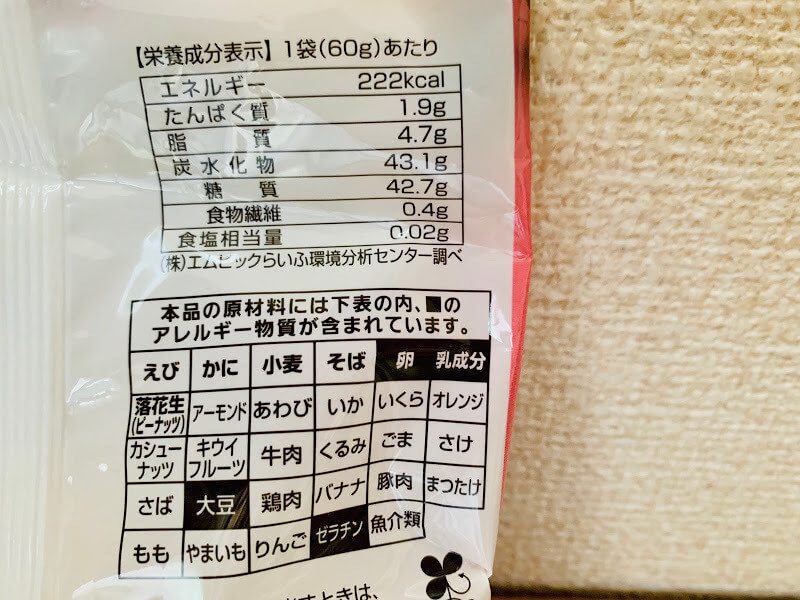 【栄養成分表示】1袋(60g)あたり
エネルギー 222kcal
たんぱく質 1.9g
脂質 4.7g
炭水化物 43.1g
糖質 42.7g
食物繊維 0.4g
食塩相当量 0.02g
(株)エムビックらいふ環境分析センター調べ
本品の原材料には下表の内、■の
アレルギー物質が含まれています。
えび かに 小麦 そば 卵 乳成分
落花生(ピーナッツ) アーモンド あわび いか いくら オレンジ
カシューナッツ キウイフルーツ 牛肉 くるみ ごま さけ
さば 大豆 鶏肉 バナナ 豚肉 まつたけ
もも やまいも りんご ゼラチン 魚介類
ときは、